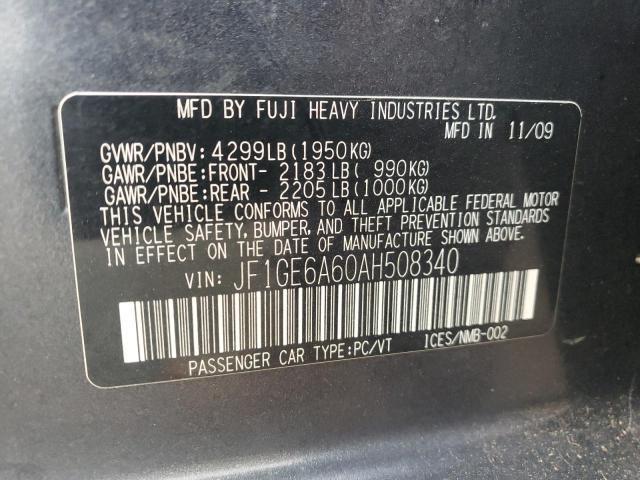 MFD BY FUJI HEAVY INDUSTRIES LTD.
MFD IN 11/09
GVWR/PNBV: 4299LB(1950KG)
GAWR/PNBE:FRONT- 2183LB( 990KG)
GAWR/PNBE:REAR - 2205LB(1000KG)
THIS VEHICLE CONFORMS TO ALL APPLICABLE FEDERAL MOTOR
VEHICLE SAFETY, BUMPER, AND THEFT PREVENTION STANDARDS
IN EFFECT ON THE DATE OF MANUFACTURE SHOWN ABOVE.
VIN: JF1GE6A60AH508340
PASSENGER CAR TYPE:PC/VT ICES/NMB-002